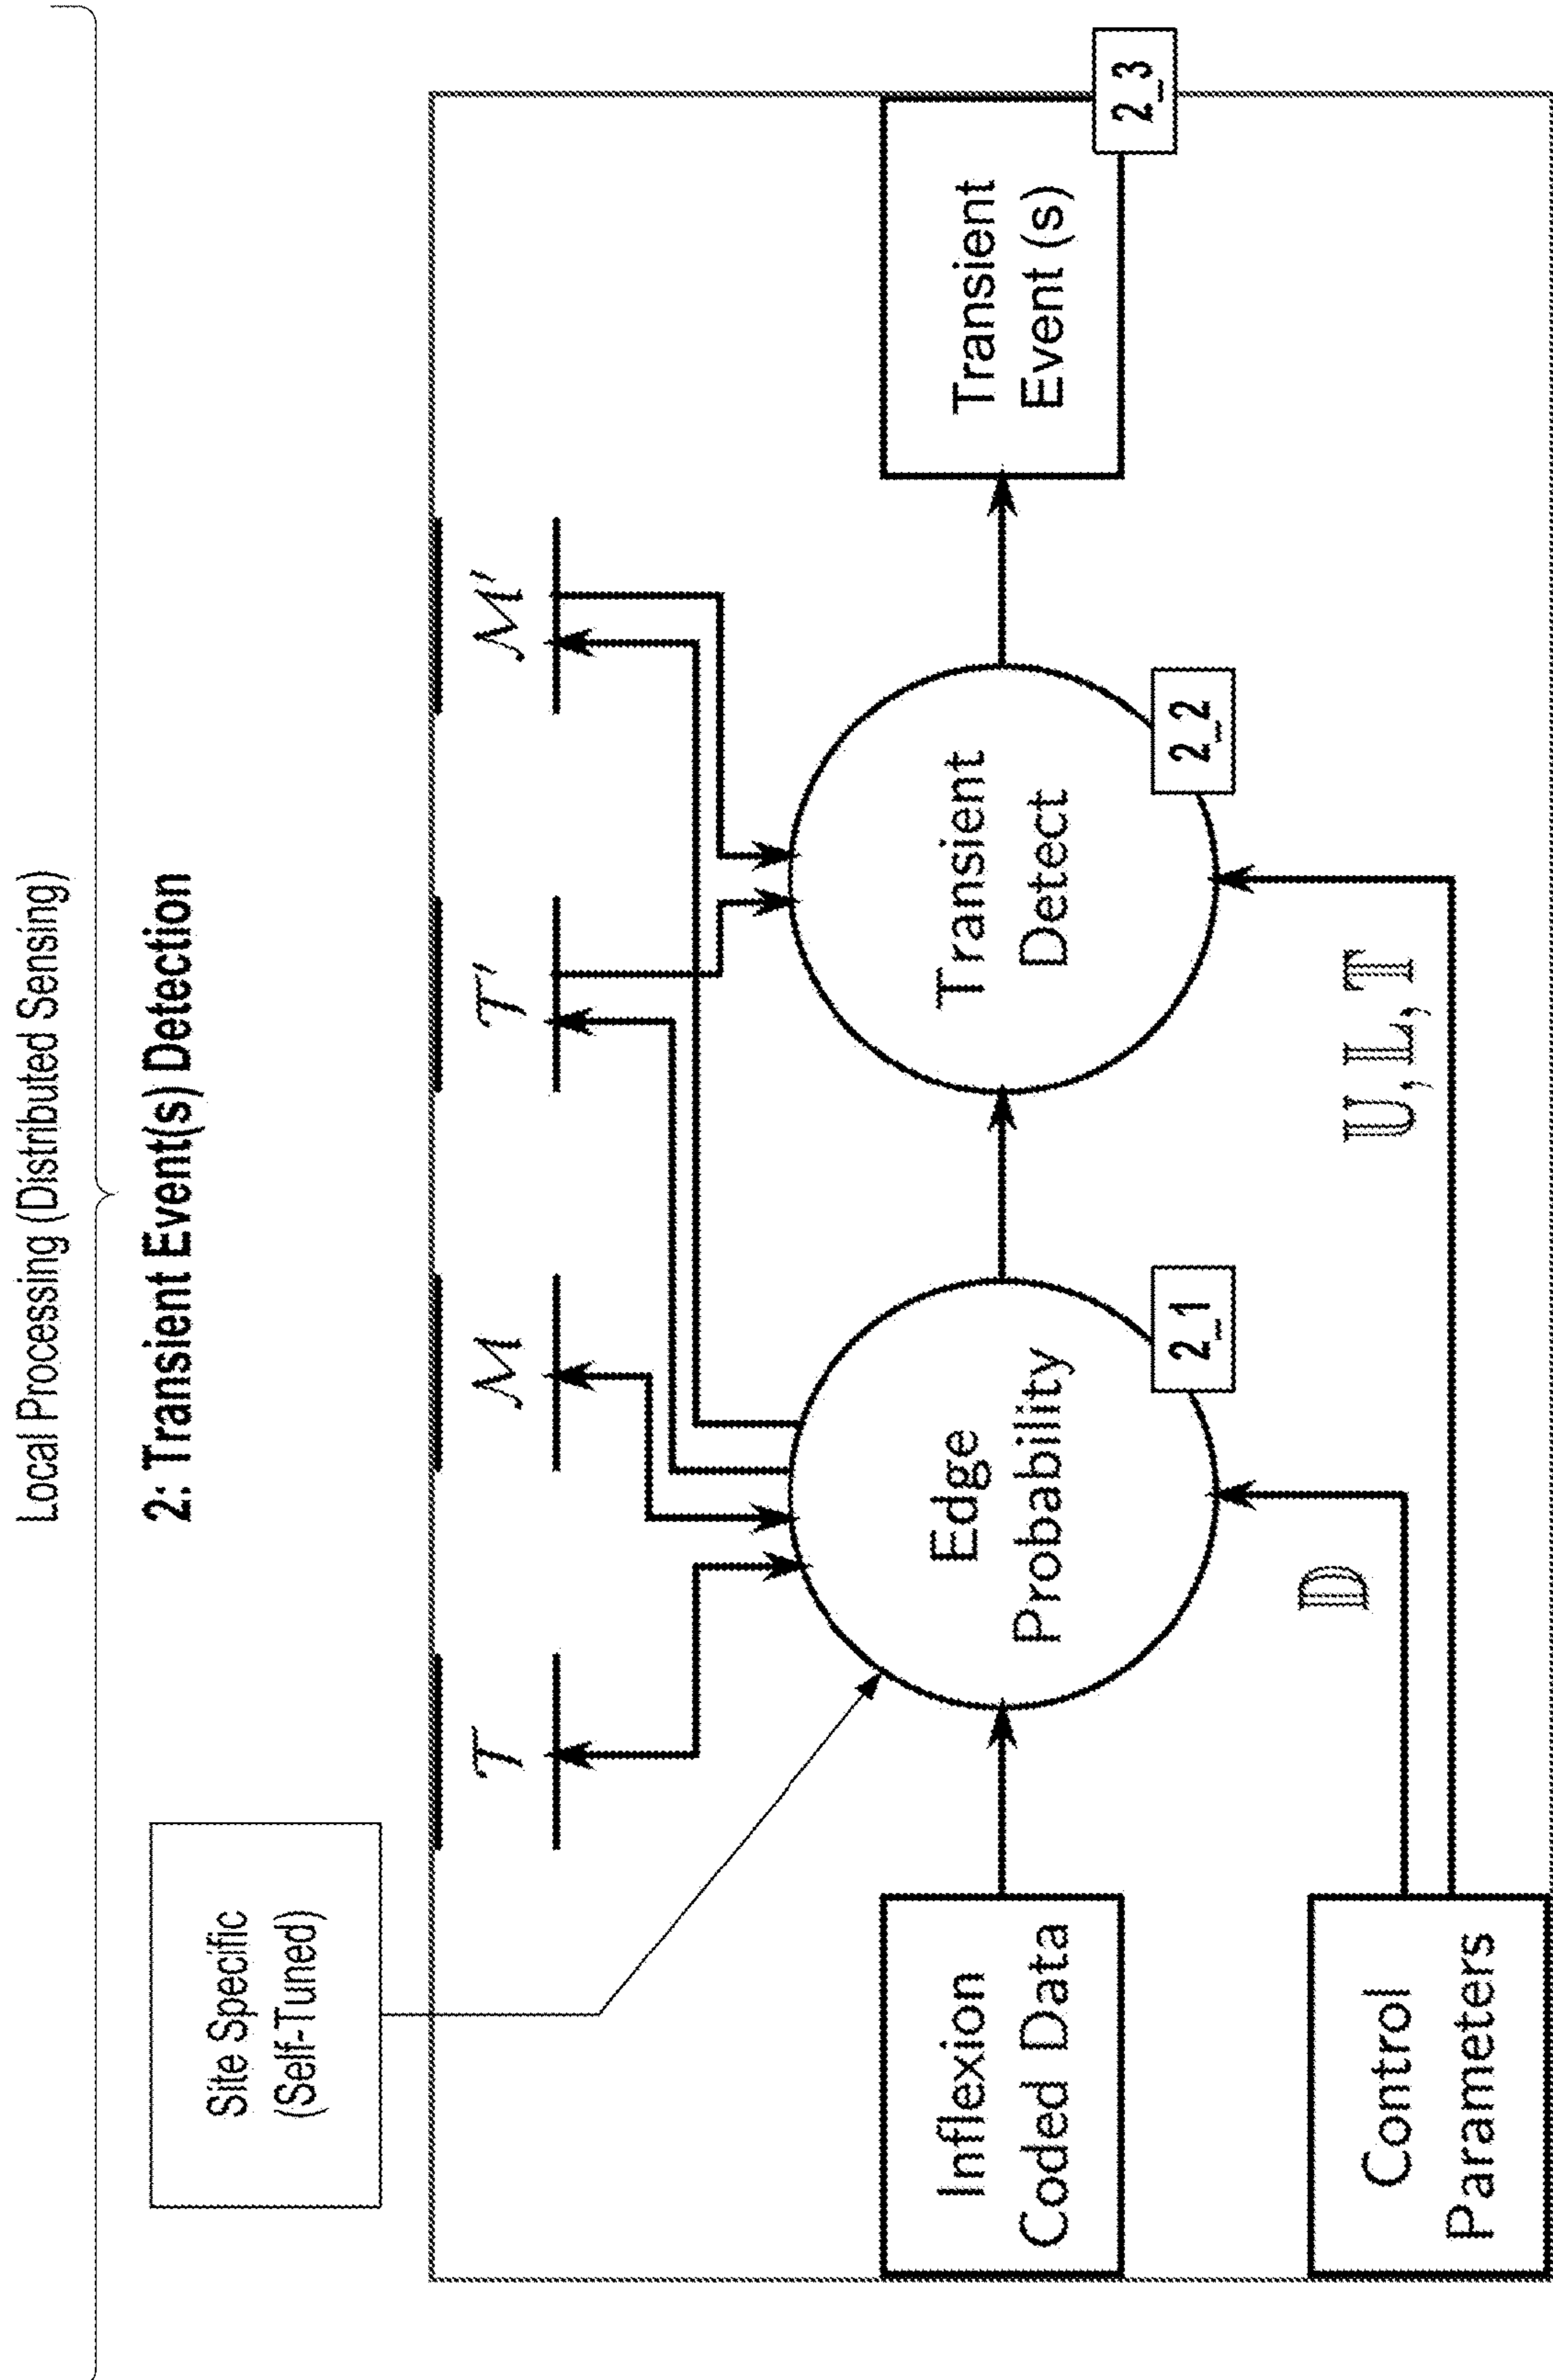 Local Processing (Distributed Sensing)
2: Transient Event(s) Detection
Site Specific
(Self-Tuned)
𝒯
ℳ
𝒯′
ℳ′
Inflexion
Coded Data
Edge
Probability
2_1
Transient
Detect
2_2
Transient
Event (s)
2_3
Control
Parameters
𝔻
𝕌, 𝕃, 𝕋